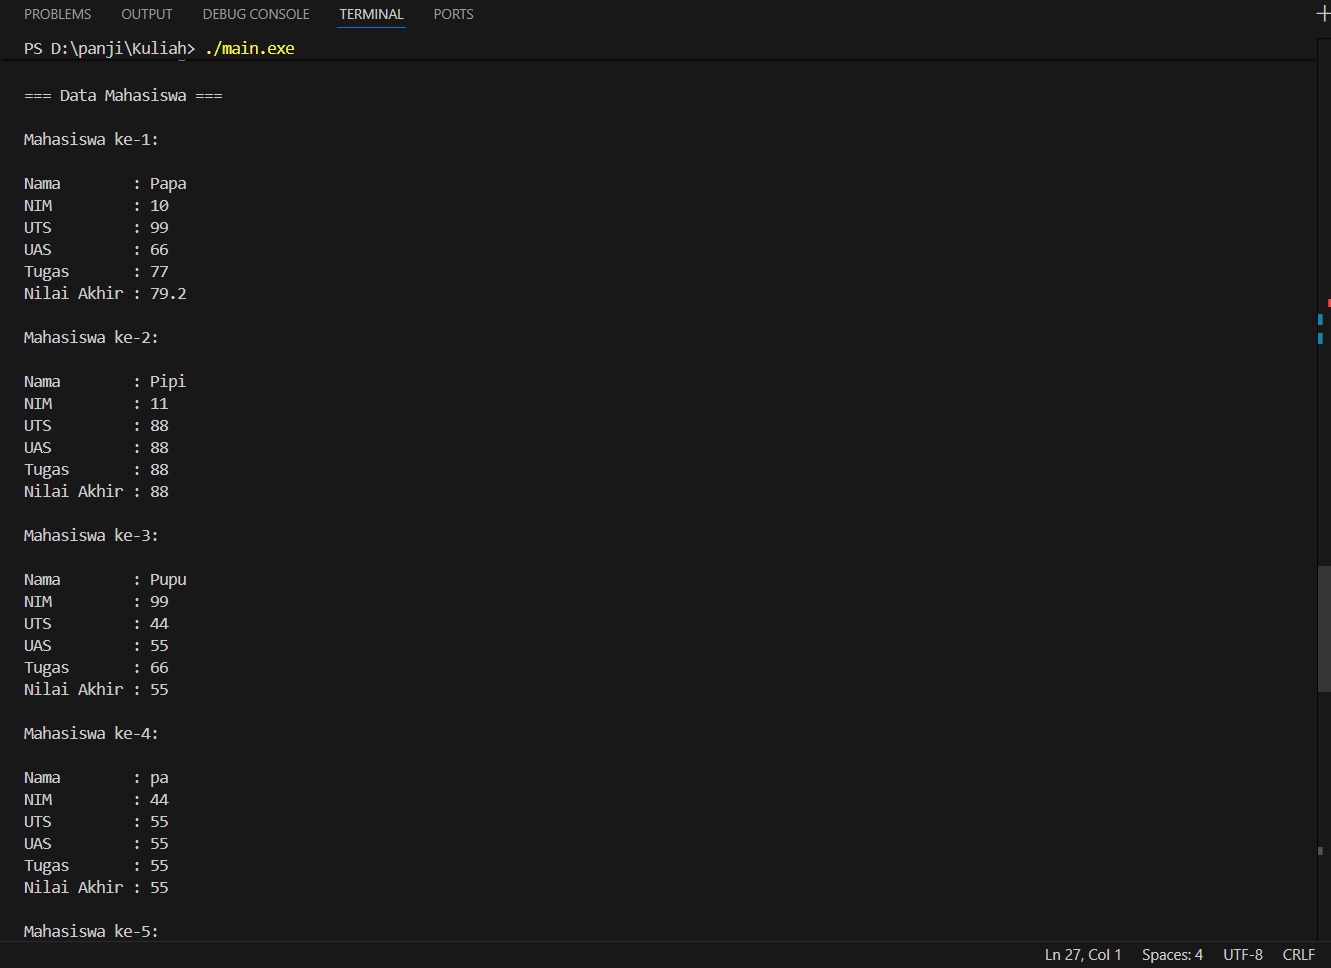 PROBLEMS OUTPUT DEBUG CONSOLE TERMINAL PORTS
PS D:\panji\Kuliah> ./main.exe
=== Data Mahasiswa ===
Mahasiswa ke-1:
Nama        : Papa
NIM         : 10
UTS         : 99
UAS         : 66
Tugas       : 77
Nilai Akhir : 79.2
Mahasiswa ke-2:
Nama        : Pipi
NIM         : 11
UTS         : 88
UAS         : 88
Tugas       : 88
Nilai Akhir : 88
Mahasiswa ke-3:
Nama        : Pupu
NIM         : 99
UTS         : 44
UAS         : 55
Tugas       : 66
Nilai Akhir : 55
Mahasiswa ke-4:
Nama        : pa
NIM         : 44
UTS         : 55
UAS         : 55
Tugas       : 55
Nilai Akhir : 55
Mahasiswa ke-5:
Ln 27, Col 1 Spaces: 4 UTF-8 CRLF